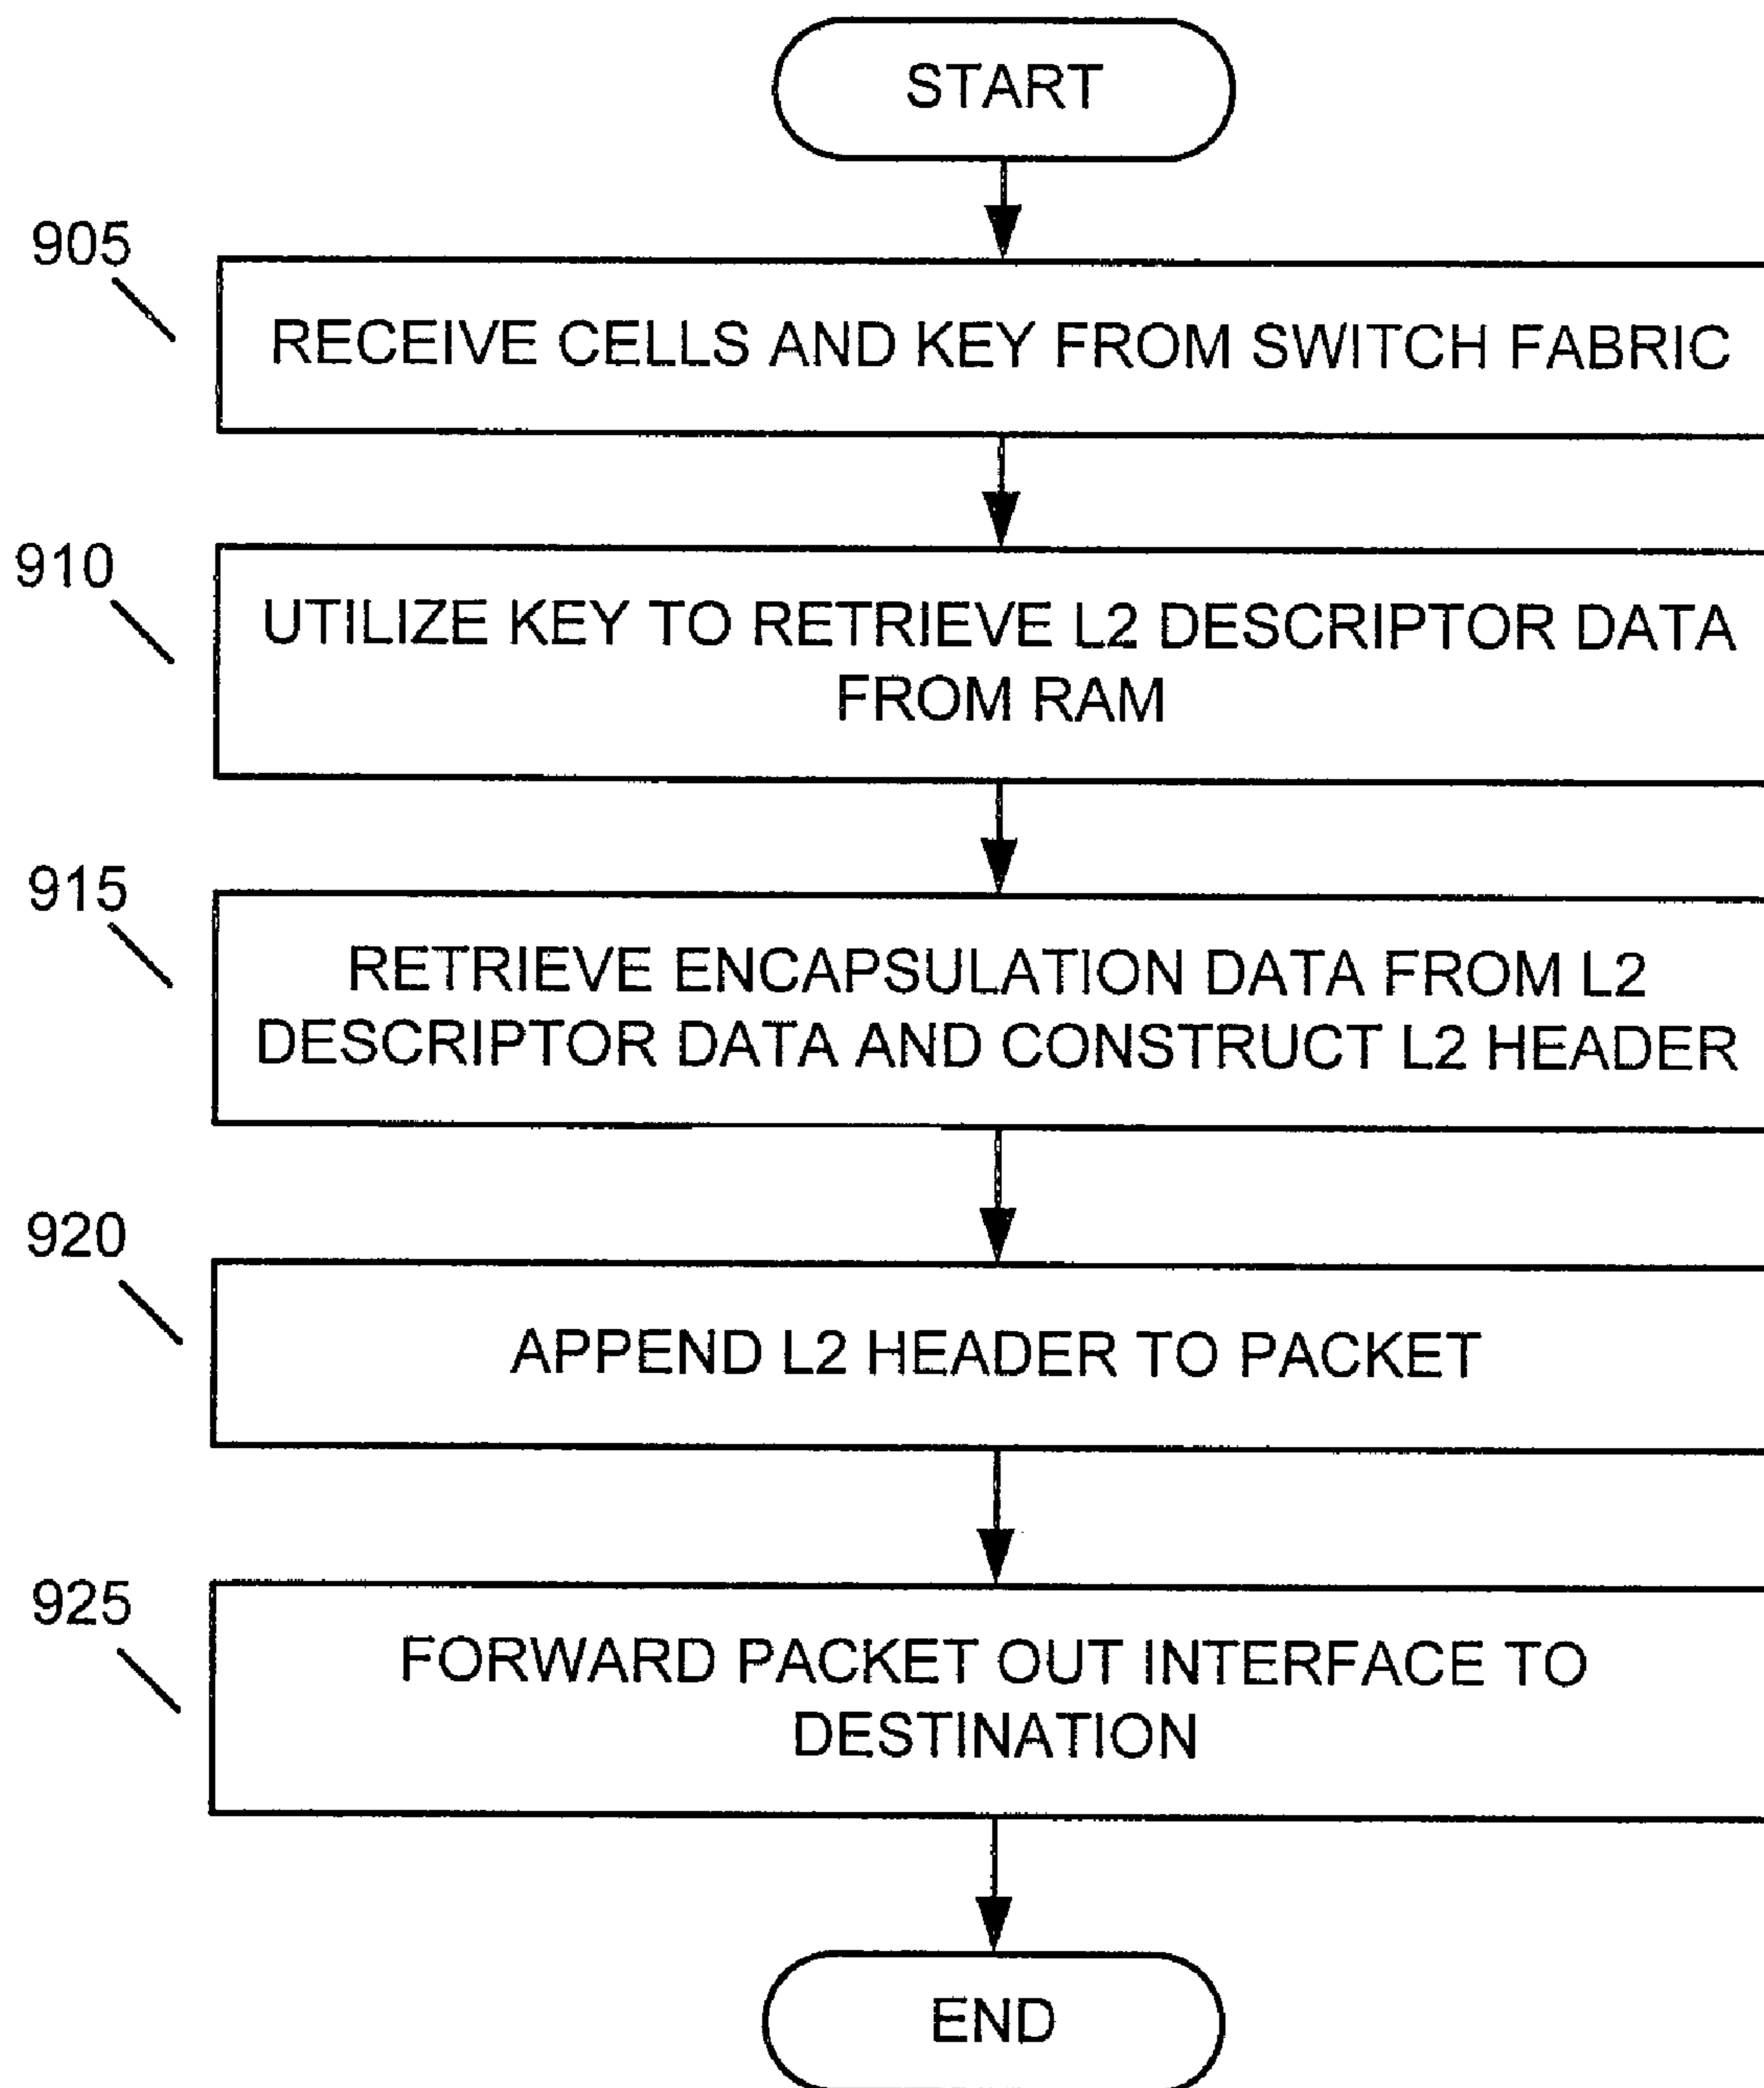 START
905
RECEIVE CELLS AND KEY FROM SWITCH FABRIC
910
UTILIZE KEY TO RETRIEVE L2 DESCRIPTOR DATA
FROM RAM
915
RETRIEVE ENCAPSULATION DATA FROM L2
DESCRIPTOR DATA AND CONSTRUCT L2 HEADER
920
APPEND L2 HEADER TO PACKET
925
FORWARD PACKET OUT INTERFACE TO
DESTINATION
END